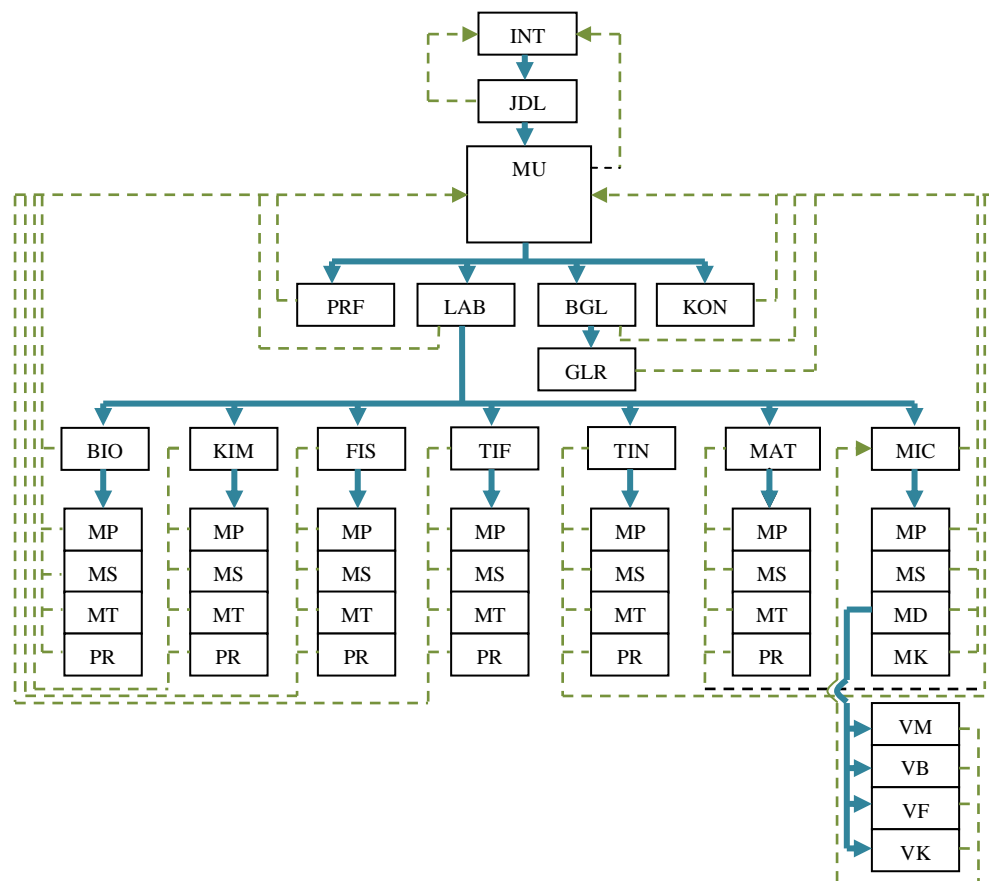 INT
JDL
MU
PRF LAB BGL KON
GLR
BIO KIM FIS TIF TIN MAT MIC
MP MP MP MP MP MP MP
MS MS MS MS MS MS MS
MT MT MT MT MT MT MD
PR PR PR PR PR PR MK
VM
VB
VF
VK